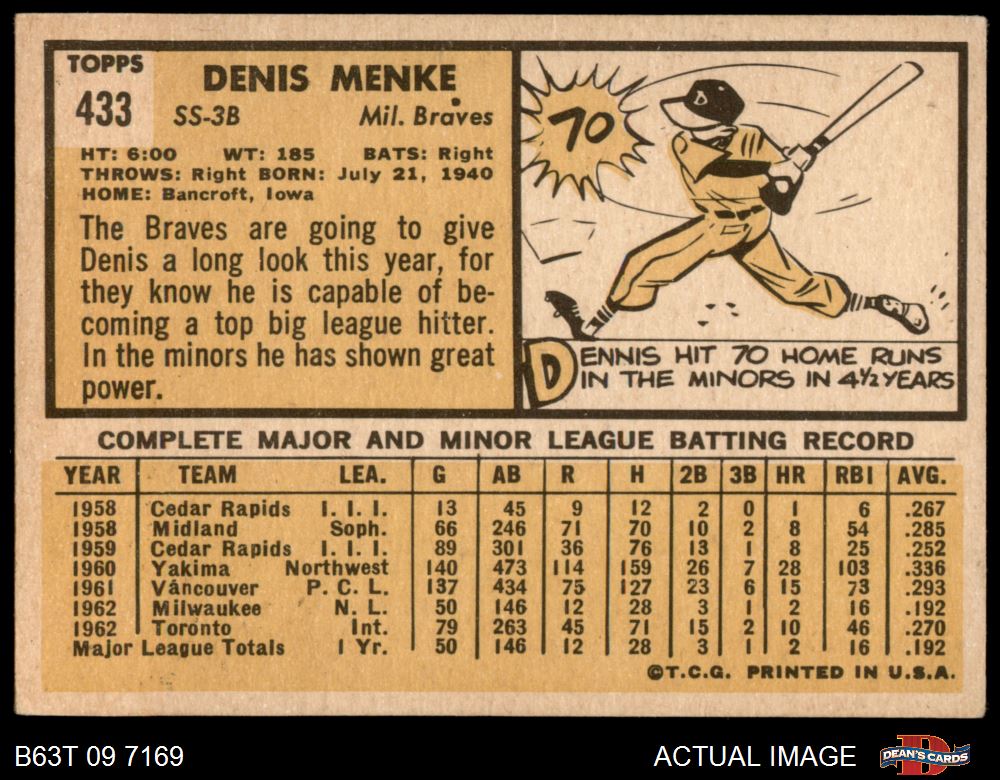 TOPPS
433
DENIS MENKE
SS-3B Mil. Braves
HT: 6:00 WT: 185 BATS: Right
THROWS: Right BORN: July 21, 1940
HOME: Bancroft, Iowa
The Braves are going to give
Denis a long look this year, for
they know he is capable of be-
coming a top big league hitter.
In the minors he has shown great
power.
70
D
DENNIS HIT 70 HOME RUNS
IN THE MINORS IN 4½ YEARS
COMPLETE MAJOR AND MINOR LEAGUE BATTING RECORD
YEAR TEAM LEA. G AB R H 2B 3B HR RBI AVG.
1958 Cedar Rapids I. I. I. 13 45 9 12 2 0 1 6 .267
1958 Midland Soph. 66 246 71 70 10 2 8 54 .285
1959 Cedar Rapids I. I. I. 89 301 36 76 13 1 8 25 .252
1960 Yakima Northwest 140 473 114 159 26 7 28 103 .336
1961 Vancouver P. C. L. 137 434 75 127 23 6 15 73 .293
1962 Milwaukee N. L. 50 146 12 28 3 1 2 16 .192
1962 Toronto Int. 79 263 45 71 15 2 10 46 .270
Major League Totals 1 Yr. 50 146 12 28 3 1 2 16 .192
©T.C.G. PRINTED IN U.S.A.
B63T 09 7169 ACTUAL IMAGE D DEAN'S CARDS